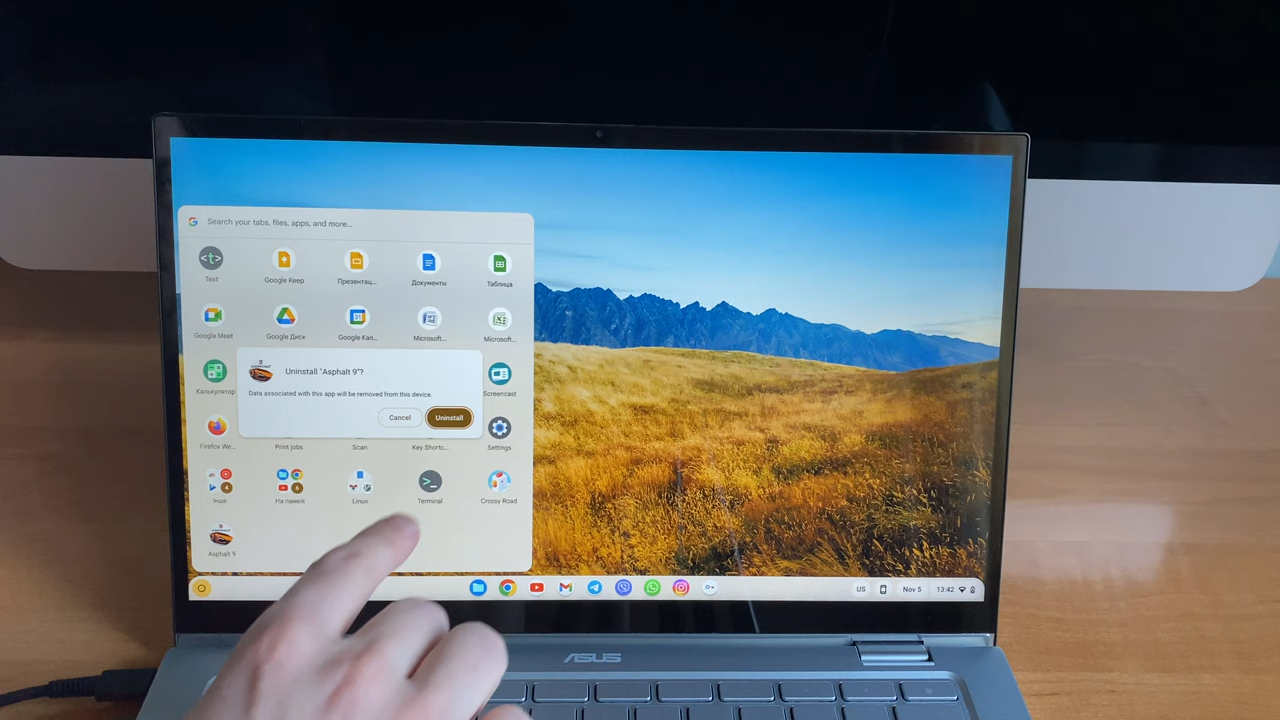 Search your tabs, files, apps, and more...
<t>
Text
Google Keep
Презентац...
Документы
Таблица
31
Google Meet
Google Диск
Google Кал...
Microsoft...
Microsoft...
Калькулятор
Uninstall "Asphalt 9"?
Data associated with this app will be removed from this device.
Cancel
Uninstall
Screencast
Firefox We...
Print jobs
Scan
Key Shortc...
Settings
4
6
>_
Інше
На панелі
Linux
Terminal
Crossy Road
Asphalt 9
US
Nov 5
13:42
ASUS